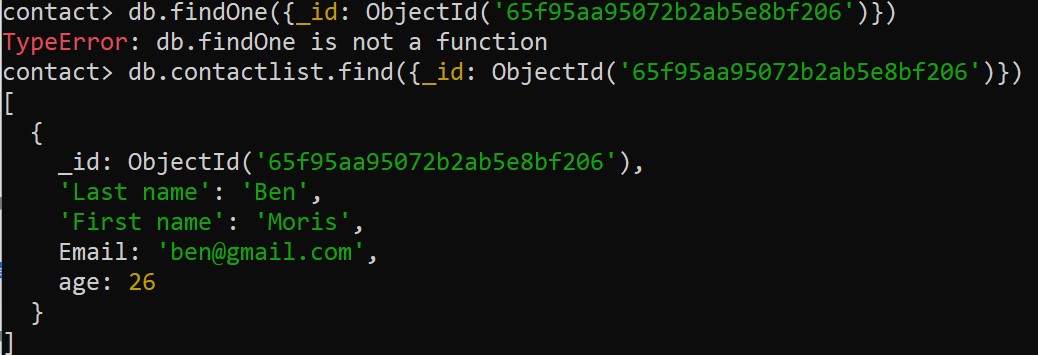 contact> db.findOne({_id: ObjectId('65f95aa95072b2ab5e8bf206')})
TypeError: db.findOne is not a function
contact> db.contactlist.find({_id: ObjectId('65f95aa95072b2ab5e8bf206')})
[
  {
    _id: ObjectId('65f95aa95072b2ab5e8bf206'),
    'Last name': 'Ben',
    'First name': 'Moris',
    Email: 'ben@gmail.com',
    age: 26
  }
]